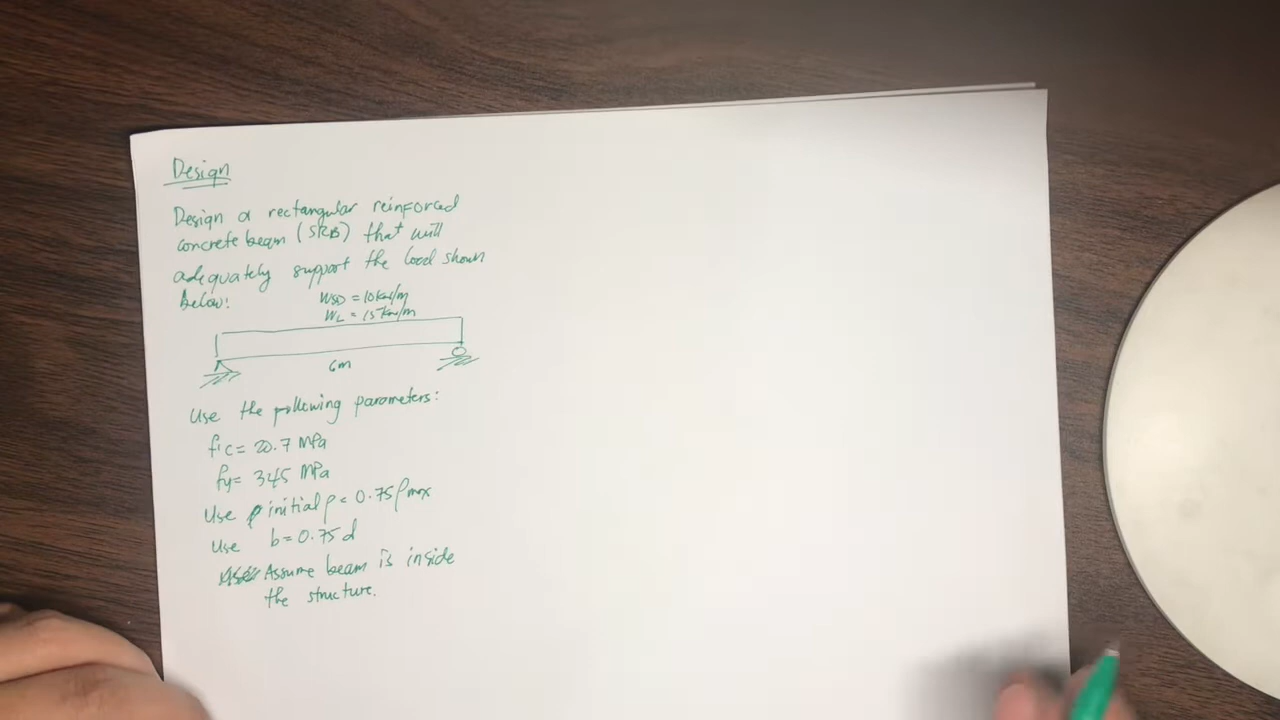 Design
Design a rectangular reinforced
concrete beam (SRB) that will
adequately support the load shown
below:
WSD = 10 kN/m
WL = 15 kN/m
6m
Use the following parameters:
f'c = 20.7 MPa
fy = 345 MPa
Use initial ρ = 0.75 ρmax
Use b = 0.75 d
Assume beam is inside
the structure.